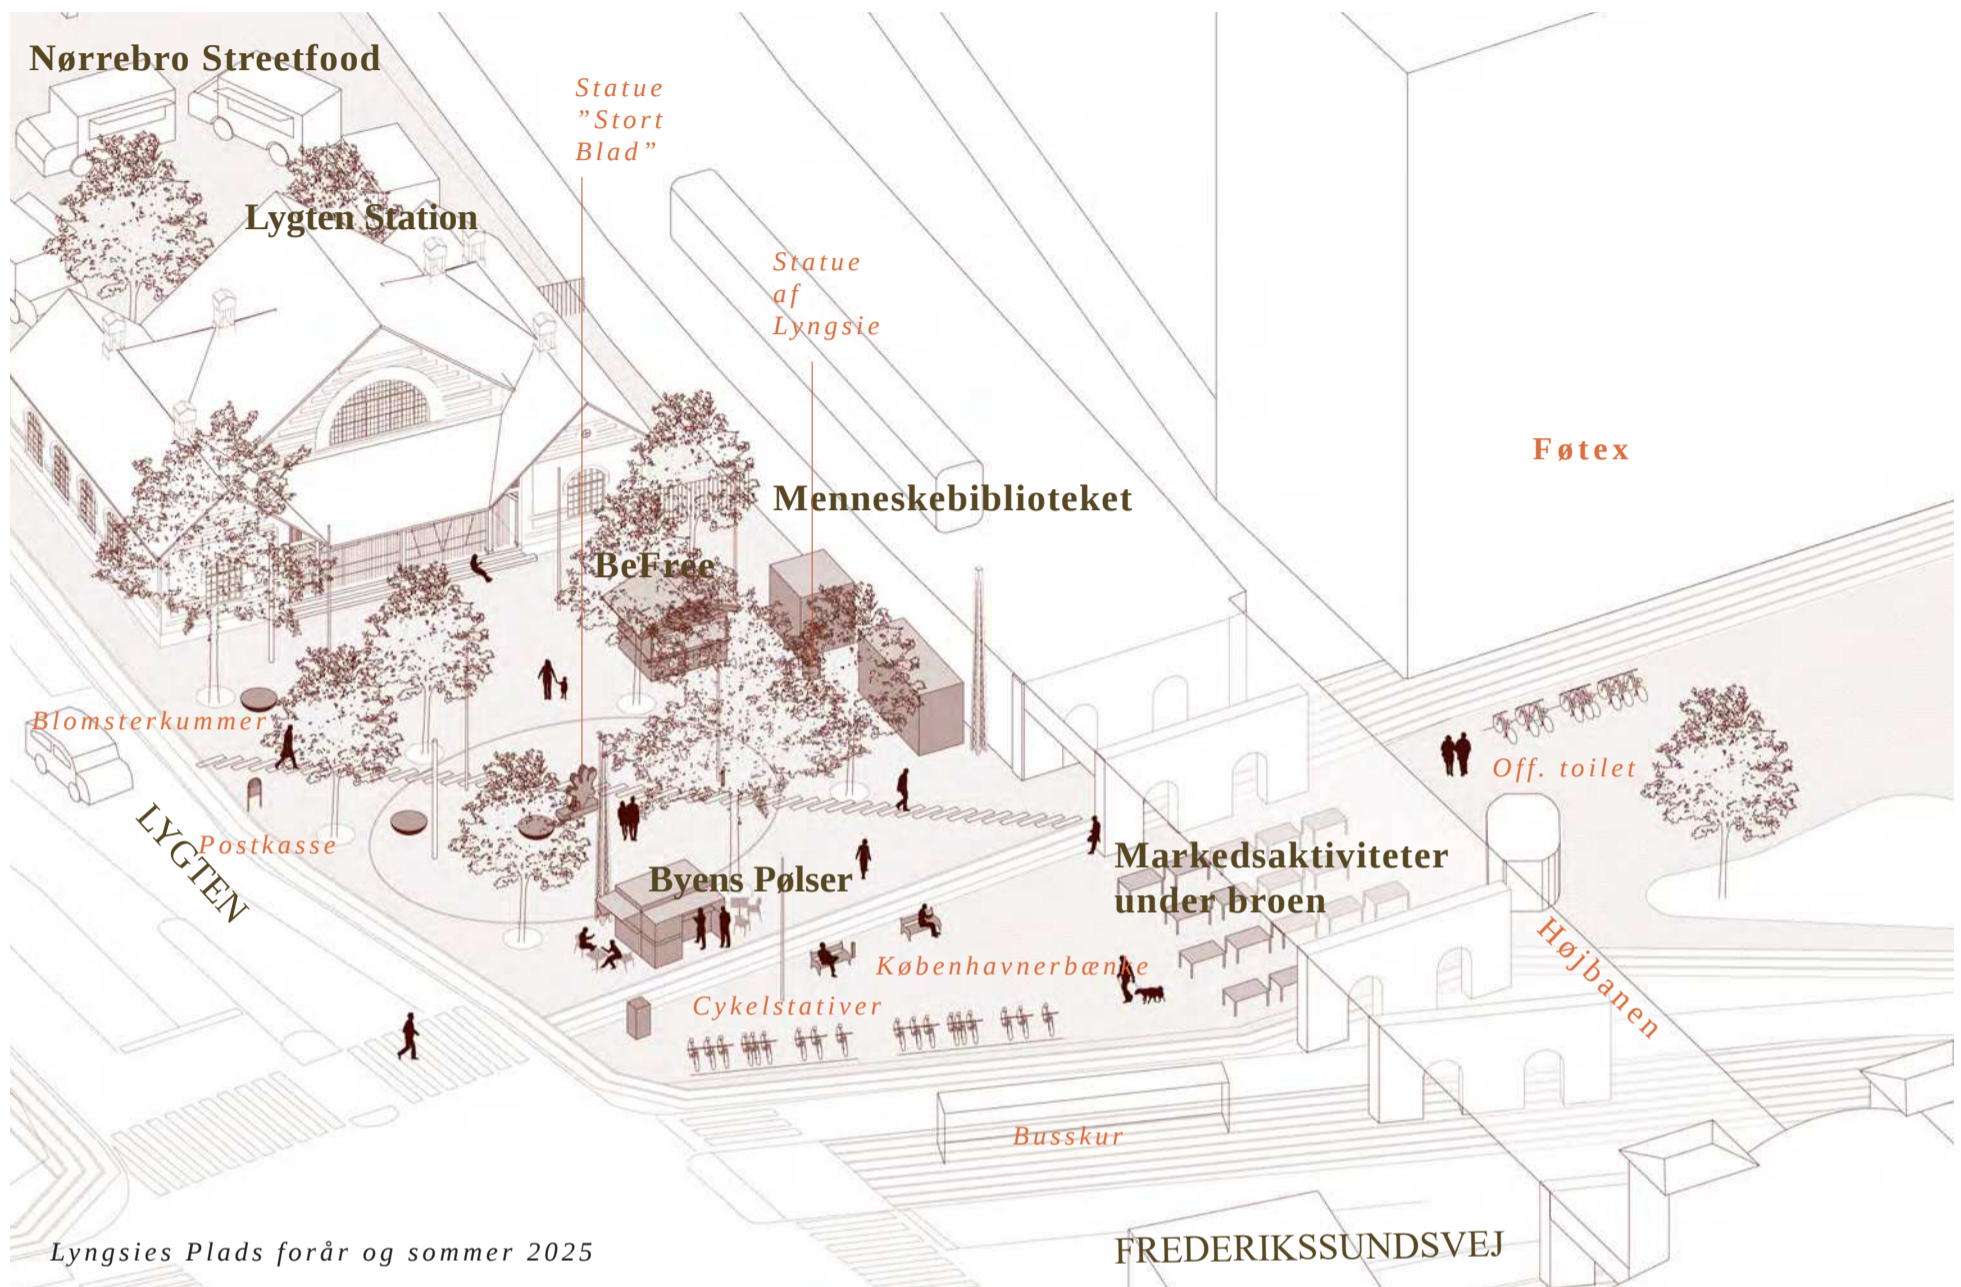 Nørrebro Streetfood
Statue
”Stort
Blad”
Lygten Station
Statue
af
Lyngsie
Føtex
Menneskebiblioteket
BeFree
Blomsterkummer
Off. toilet
LYGTEN
Postkasse
Byens Pølser
Markedsaktiviteter
under broen
Højbanen
Københavnerbænke
Cykelstativer
Busskur
Lyngsies Plads forår og sommer 2025
FREDERIKSSUNDSVEJ